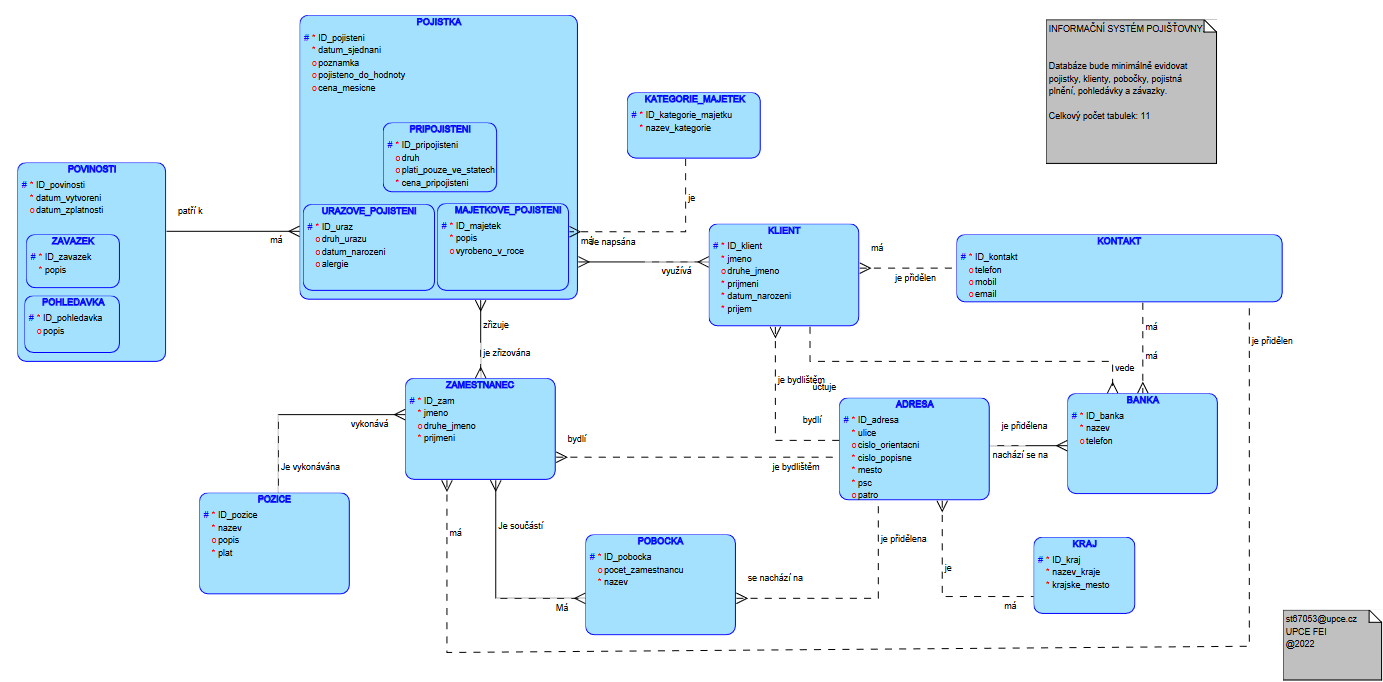 POJISTKA
# * ID_pojisteni
* datum_sjednani
o poznamka
o pojisteno_do_hodnoty
o cena_mesicne
PRIPOJISTENI
# * ID_pripojisteni
o druh
o plati_pouze_ve_statech
* cena_pripojisteni
URAZOVE_POJISTENI
# * ID_uraz
o druh_urazu
o datum_narozeni
o alergie
MAJETKOVE_POJISTENI
# * ID_majetek
* popis
o vyrobeno_v_roce
POVINOSTI
# * ID_povinosti
* datum_vytvoreni
o datum_zplatnosti
ZAVAZEK
# * ID_zavazek
* popis
POHLEDAVKA
# * ID_pohledavka
o popis
patří k
má
KATEGORIE_MAJETEK
# * ID_kategorie_majetku
* nazev_kategorie
je
má
Je napsána
využívá
KLIENT
# * ID_klient
* jmeno
o druhe_jmeno
* prijmeni
* datum_narozeni
* prijem
má
je přidělen
KONTAKT
# * ID_kontakt
o telefon
o mobil
o email
INFORMAČNÍ SYSTÉM POJIŠŤOVNY
Databáze bude minimálně evidovat
pojistky, klienty, pobočky, pojistná
plnění, pohledávky a závazky.
Celkový počet tabulek: 11
zřizuje
je zřizována
má
má
je přidělen
je bydlištěm
účtuje
vede
bydlí
ZAMESTNANEC
# * ID_zam
* jmeno
o druhe_jmeno
* prijmeni
vykonává
Je vykonávána
bydlí
je bydlištěm
ADRESA
# * ID_adresa
* ulice
o cislo_orientacni
* cislo_popisne
* mesto
* psc
o patro
je přidělena
nachází se na
BANKA
# * ID_banka
* nazev
o telefon
POZICE
# * ID_pozice
* nazev
o popis
* plat
má
Je součástí
Má
POBOCKA
# * ID_pobocka
o pocet_zamestnancu
* nazev
se nachází na
je přidělena
je
má
KRAJ
# * ID_kraj
* nazev_kraje
* krajske_mesto
st67053@upce.cz
UPCE FEI
@2022